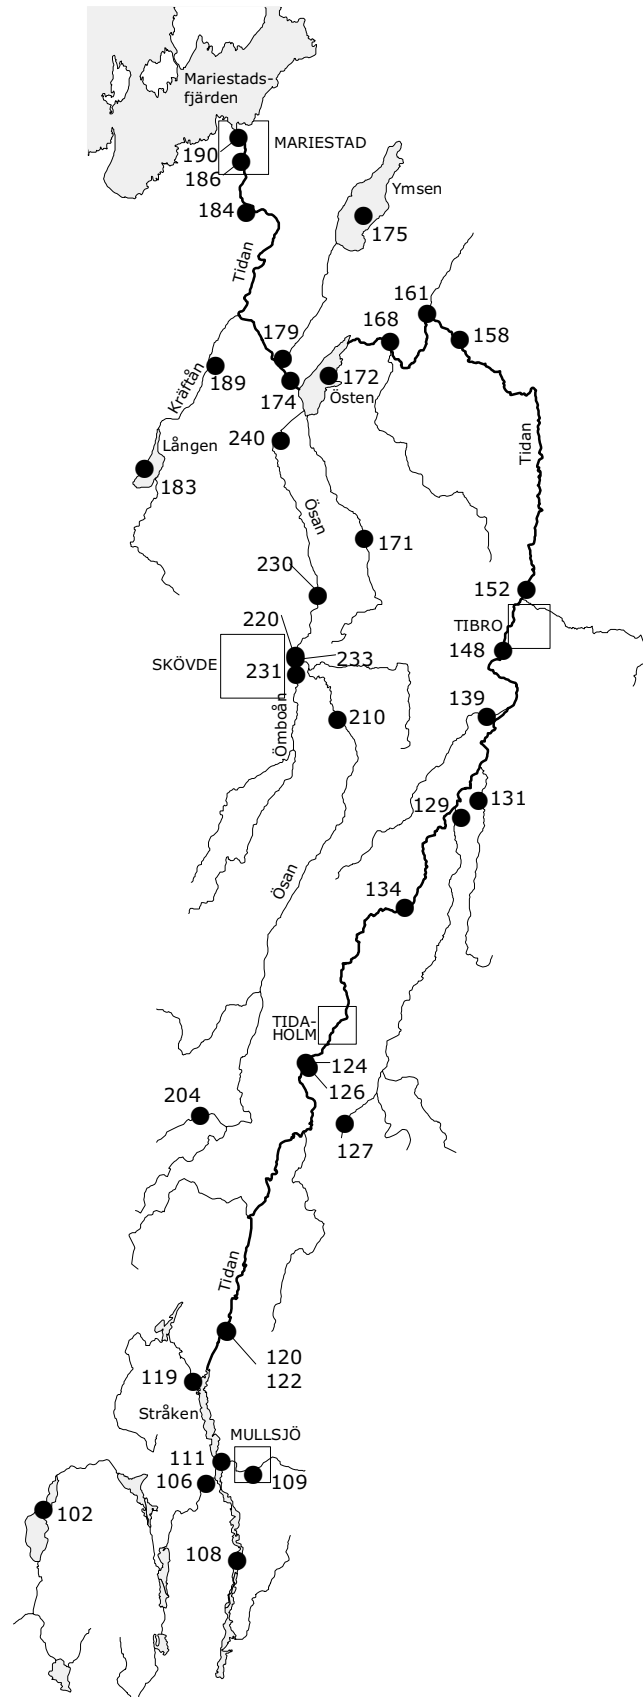 Mariestads-
fjärden
MARIESTAD
190
186
Ymsen
184
175
Tidan
161
168
158
179
172
189
Kräftån
174
Östen
240
Lången
Tidan
183
Ösan
171
230
152
220
TIBRO
SKÖVDE
233
148
231
139
Ömboån
210
131
129
Ösan
134
TIDA-
HOLM
124
126
204
127
Tidan
120
122
119
Stråken
MULLSJÖ
111
106
109
102
108